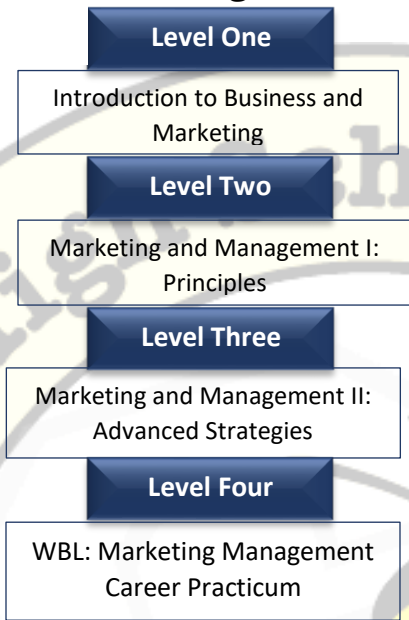 Level One
Introduction to Business and
Marketing
Level Two
Marketing and Management I:
Principles
Level Three
Marketing and Management II:
Advanced Strategies
Level Four
WBL: Marketing Management
Career Practicum